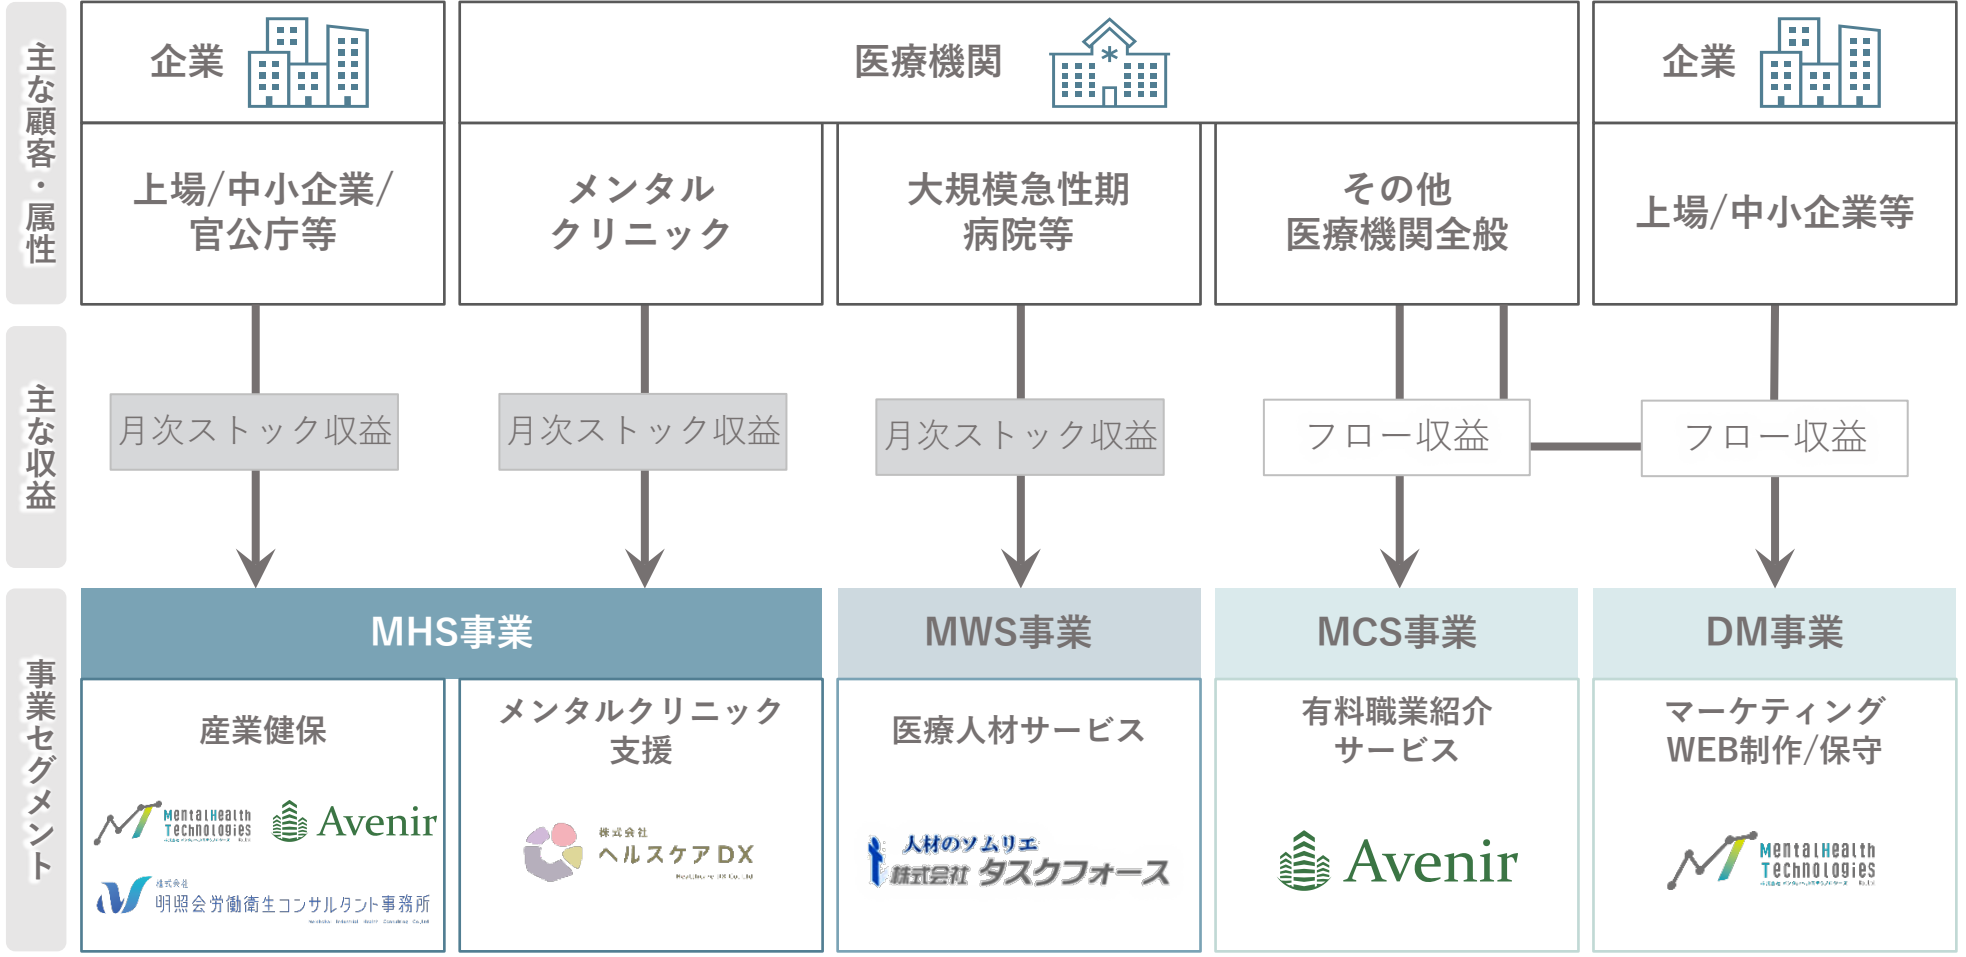 主な顧客・属性
企業
医療機関
企業
上場/中小企業/
官公庁等
メンタル
クリニック
大規模急性期
病院等
その他
医療機関全般
上場/中小企業等
主な収益
月次ストック収益
月次ストック収益
月次ストック収益
フロー収益
フロー収益
事業セグメント
MHS事業
MWS事業
MCS事業
DM事業
産業健保
MentalHealth
Technologies
Avenir
株式会社
明照会労働衛生コンサルタント事務所
メンタルクリニック
支援
株式会社
ヘルスケアDX
Healthcare DX Co., Ltd
医療人材サービス
人材のソムリエ
株式会社 タスクフォース
有料職業紹介
サービス
Avenir
マーケティング
WEB制作/保守
MentalHealth
Technologies